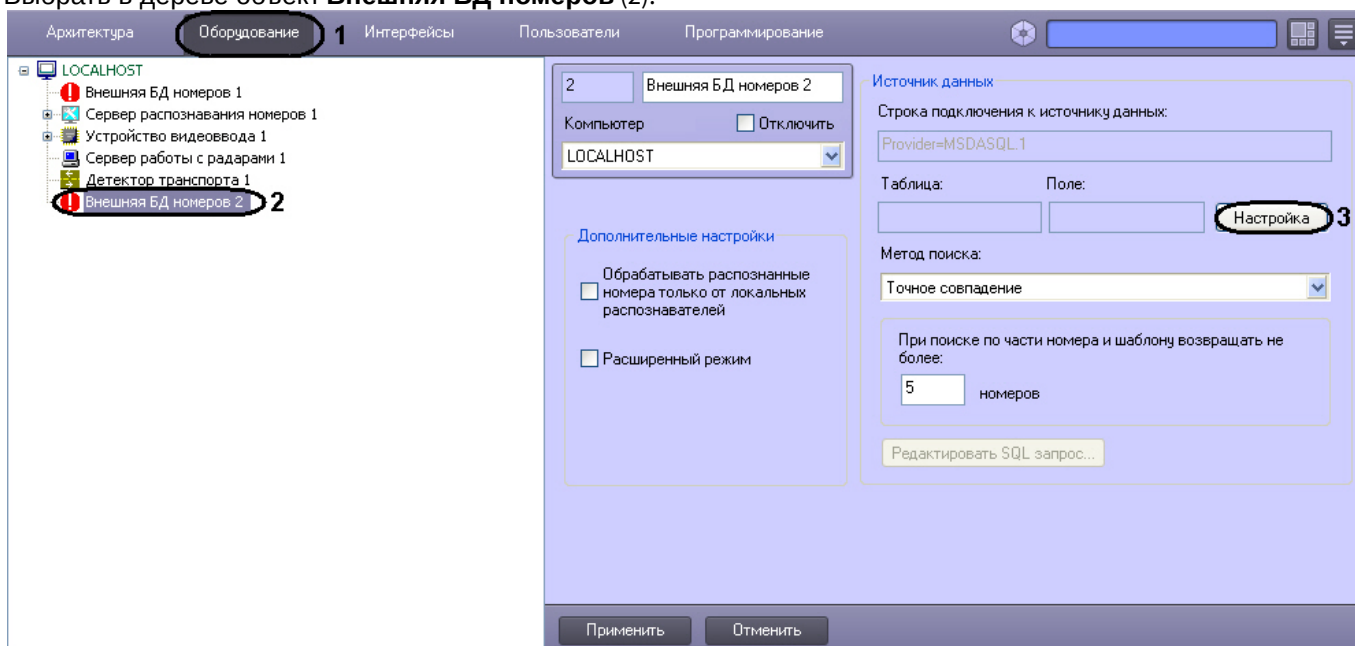 Выбрать в дереве объект Внешняя БД номеров (2).
Архитектура Оборудование 1 Интерфейсы Пользователи Программирование
LOCALHOST
Внешняя БД номеров 1
Сервер распознавания номеров 1
Устройство видеоввода 1
Сервер работы с радарами 1
Детектор транспорта 1
Внешняя БД номеров 2 2
2 Внешняя БД номеров 2
Компьютер Отключить
LOCALHOST
Дополнительные настройки
Обрабатывать распознанные
номера только от локальных
распознавателей
Расширенный режим
Источник данных
Строка подключения к источнику данных:
Provider=MSDASQL.1
Таблица: Поле:
Настройка 3
Метод поиска:
Точное совпадение
При поиске по части номера и шаблону возвращать не
более:
5 номеров
Редактировать SQL запрос...
Применить Отменить